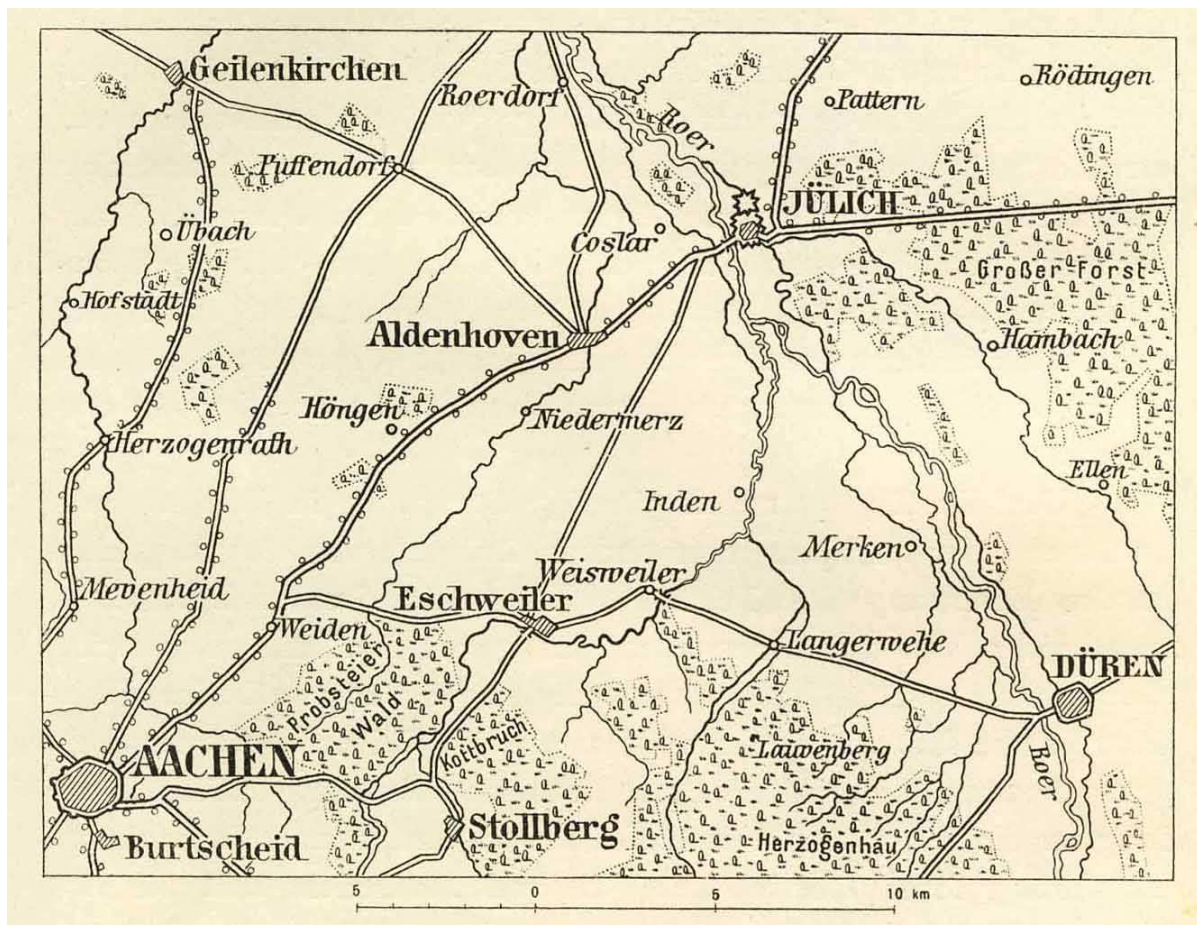 Geilenkirchen
Roerdorf
Roer
Pattern
Rödingen
Puffendorf
JÜLICH
Übach
Coslar
Großer Forst
Hofstadt
Aldenhoven
Hambach
Höngen
Niedermerz
Herzogenrath
Ellen
Inden
Merken
Mevenheid
Weisweiler
Eschweiler
Weiden
Langerwehe
DÜREN
Probsteier
Wald
Kottbruch
Lauwenberg
AACHEN
Roer
Stollberg
Burtscheid
Herzogenhau
5 0 5 10 km